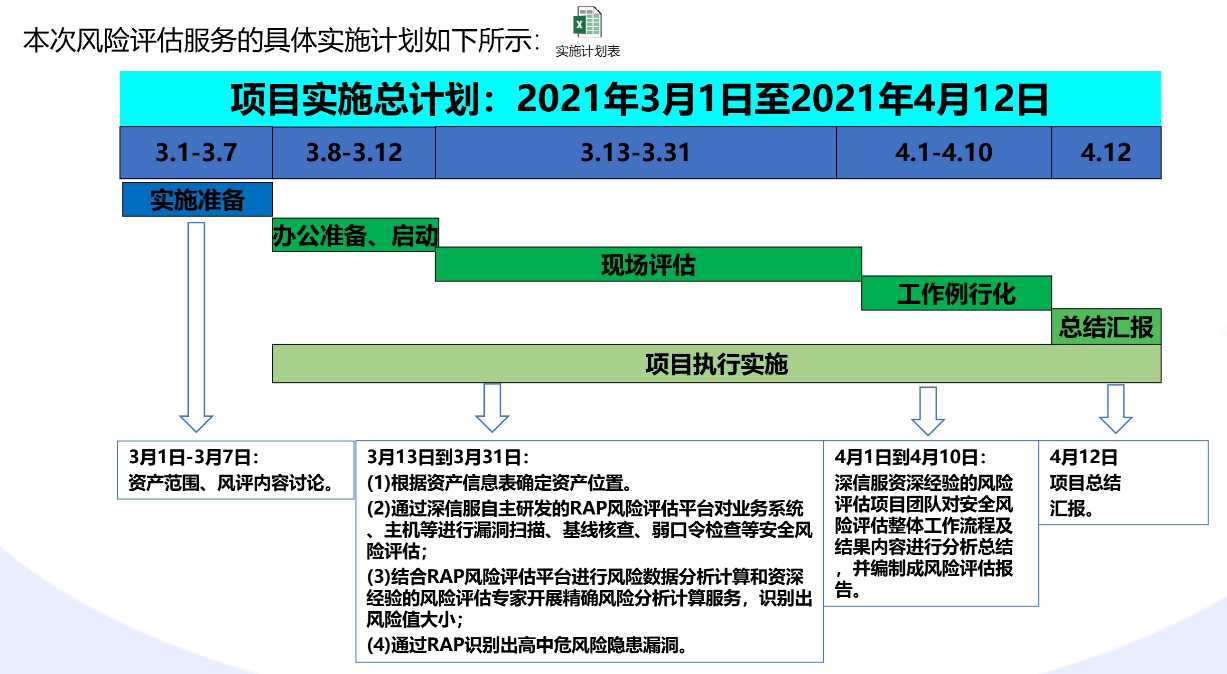 本次风险评估服务的具体实施计划如下所示：
实施计划表
项目实施总计划：2021年3月1日至2021年4月12日
3.1-3.7
3.8-3.12
3.13-3.31
4.1-4.10
4.12
实施准备
办公准备、启动
现场评估
工作例行化
总结汇报
项目执行实施
3月1日-3月7日：
资产范围、风评内容讨论。
3月13日到3月31日：
(1)根据资产信息表确定资产位置。
(2)通过深信服自主研发的RAP风险评估平台对业务系统
、主机等进行漏洞扫描、基线核查、弱口令检查等安全风
险评估；
(3)结合RAP风险评估平台进行风险数据分析计算和资深
经验的风险评估专家开展精确风险分析计算服务，识别出
风险值大小；
(4)通过RAP识别出高中危风险隐患漏洞。
4月1日到4月10日：
深信服资深经验的风险
评估项目团队对安全风
险评估整体工作流程及
结果内容进行分析总结
，并编制成风险评估报
告。
4月12日
项目总结
汇报。